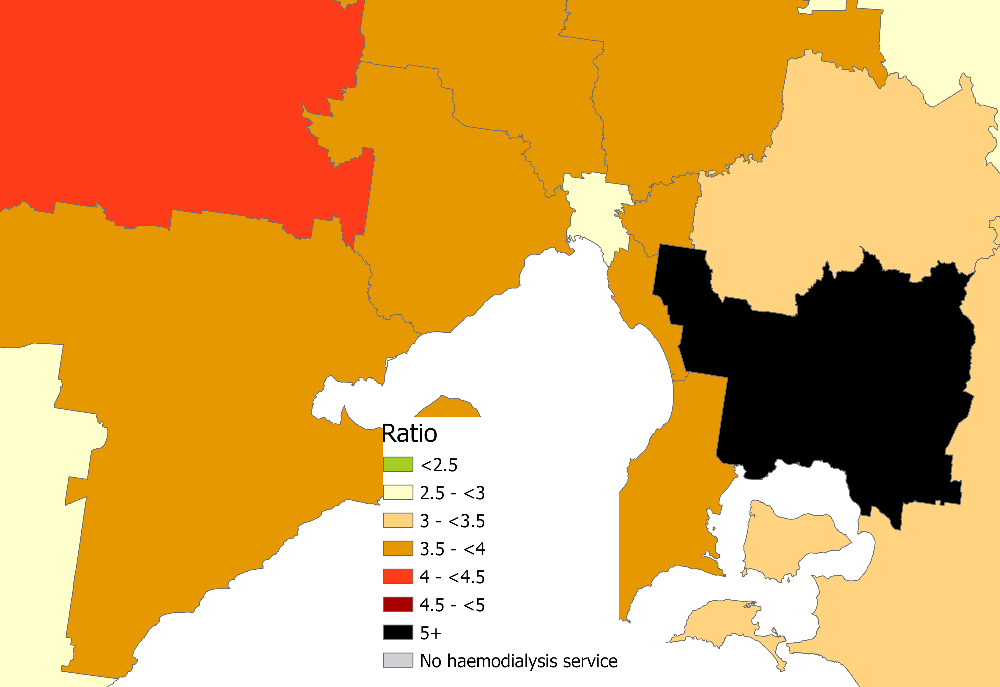 Ratio
<2.5
2.5 - <3
3 - <3.5
3.5 - <4
4 - <4.5
4.5 - <5
5+
No haemodialysis service